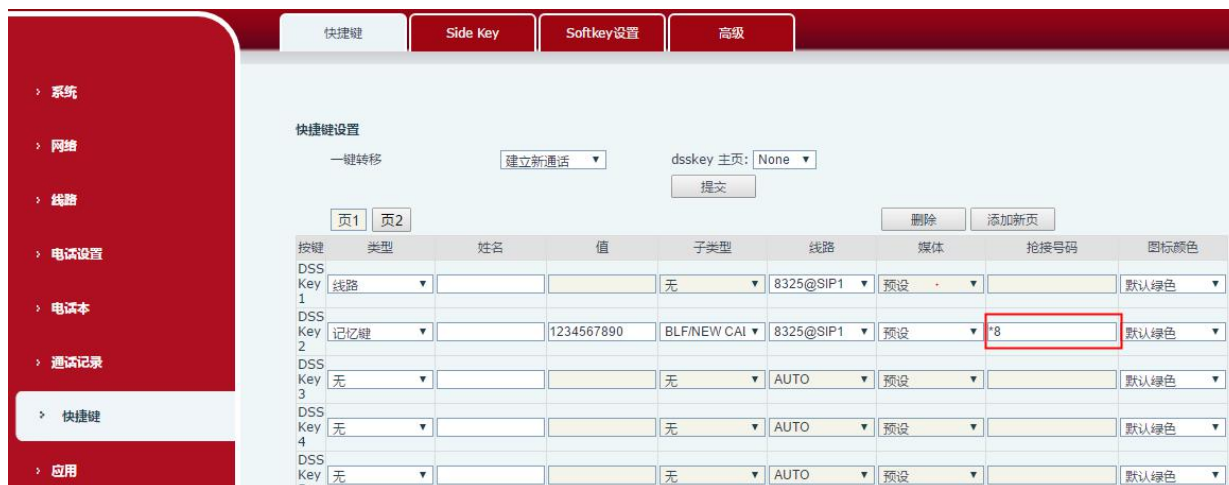 快捷键 Side Key Softkey设置 高级
系统
网络
线路
电话设置
电话本
通话记录
快捷键
应用
快捷键设置
一键转移 建立新通话 dsskey 主页: None
提交
页1 页2 删除 添加新页
按键 类型 姓名 值 子类型 线路 媒体 抢接号码 图标颜色
DSS Key 1 线路 无 8325@SIP1 预设 默认绿色
DSS Key 2 记忆键 1234567890 BLF/NEW CAL 8325@SIP1 预设 *8 默认绿色
DSS Key 3 无 无 AUTO 预设 默认绿色
DSS Key 4 无 无 AUTO 预设 默认绿色
DSS Key 无 无 AUTO 预设 默认绿色